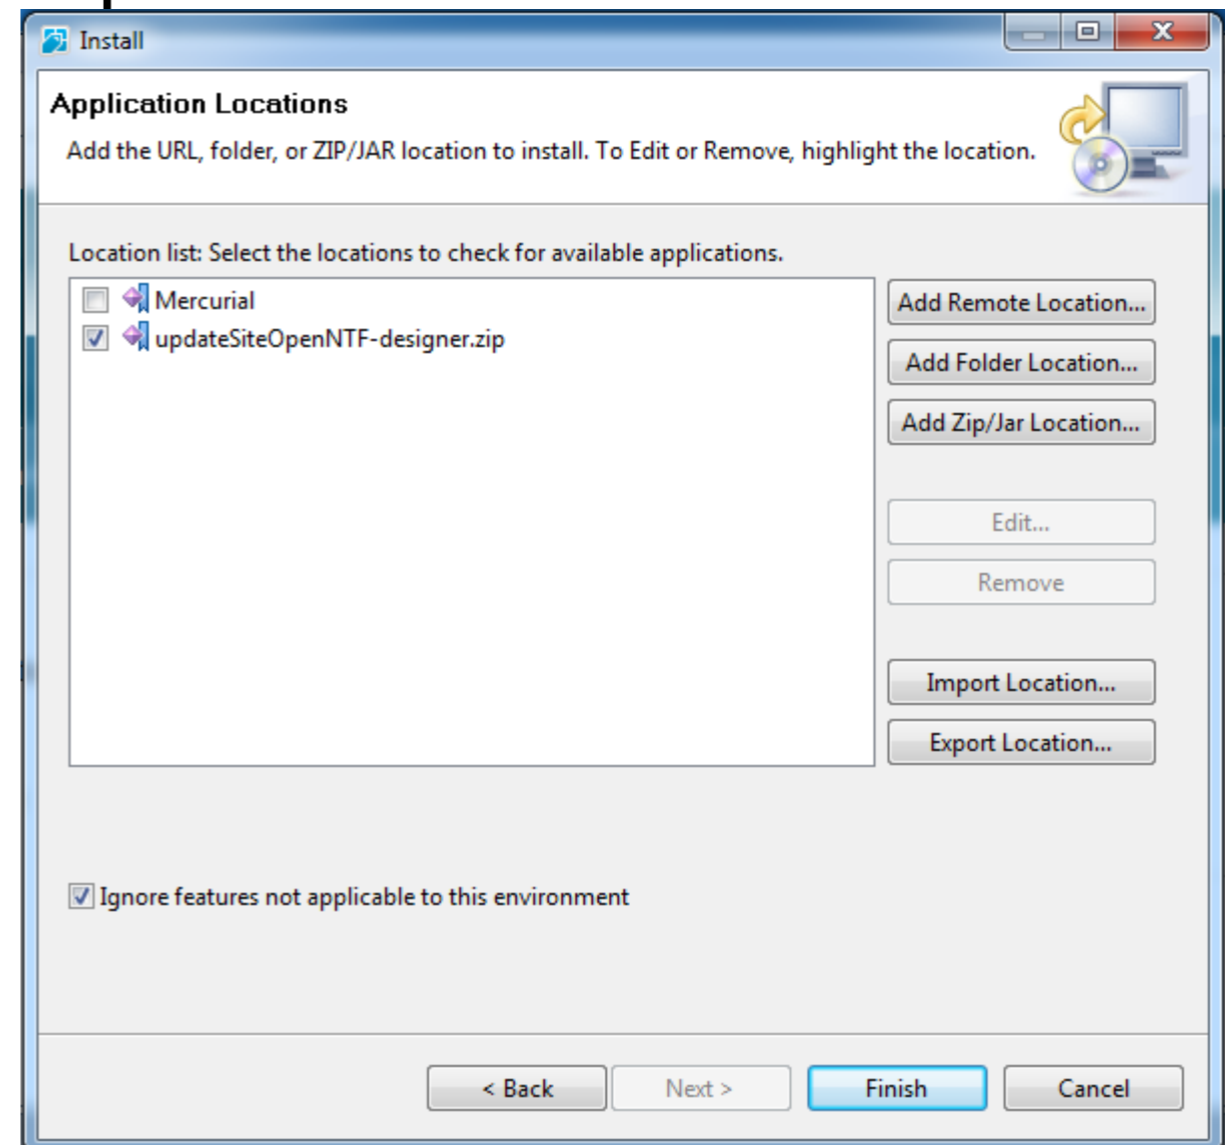 Install
Application Locations
Add the URL, folder, or ZIP/JAR location to install. To Edit or Remove, highlight the location.
Location list: Select the locations to check for available applications.
Mercurial
updateSiteOpenNTF-designer.zip
Add Remote Location...
Add Folder Location...
Add Zip/Jar Location...
Edit...
Remove
Import Location...
Export Location...
Ignore features not applicable to this environment
< Back
Next >
Finish
Cancel